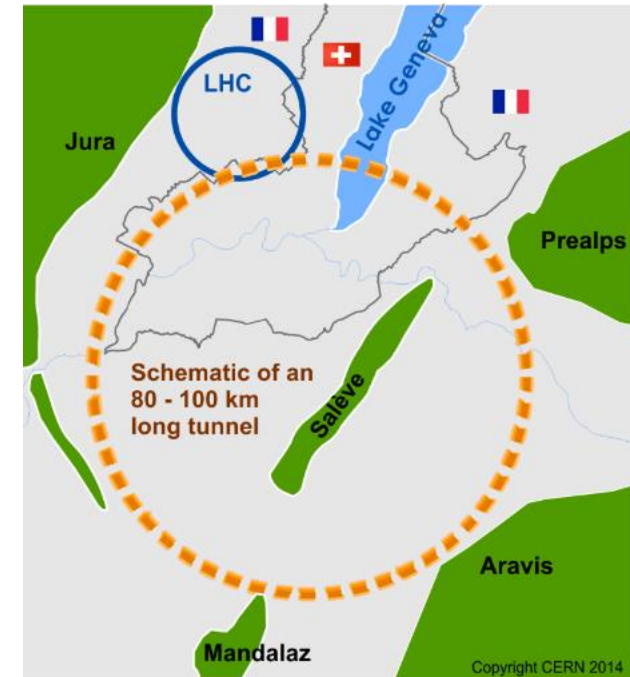 LHC
Lake Geneva
Jura
Prealps
Schematic of an
80 - 100 km
long tunnel
Salève
Aravis
Mandalaz
Copyright CERN 2014